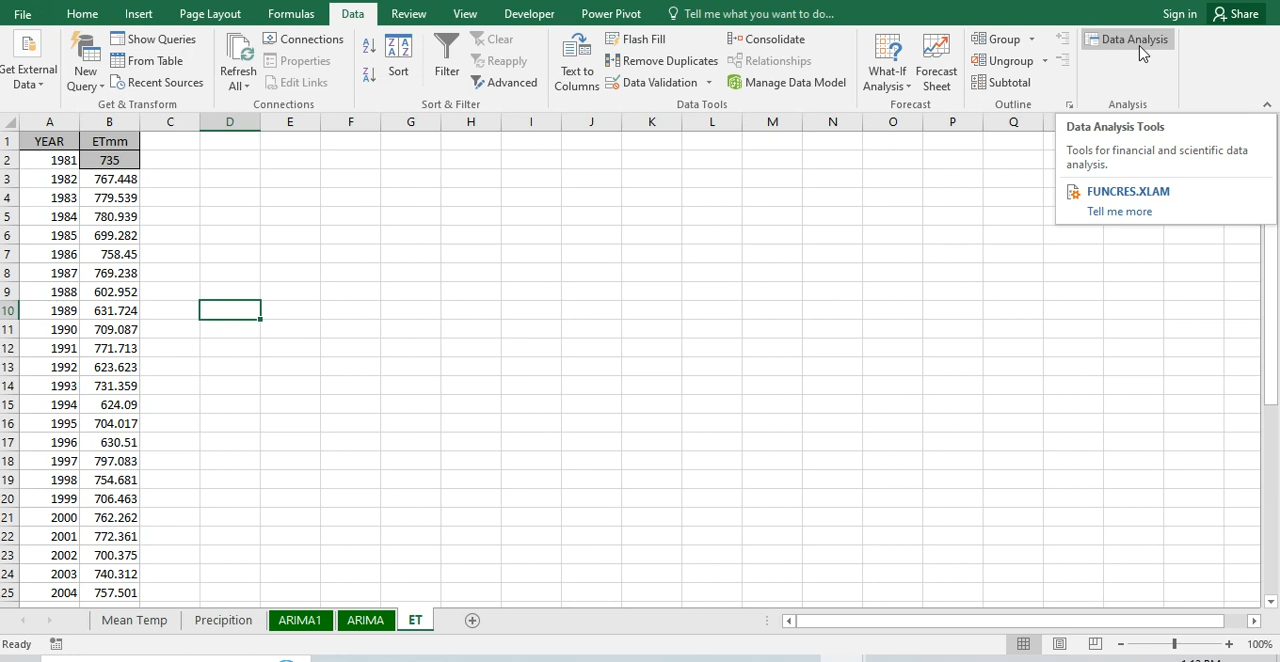 File Home Insert Page Layout Formulas Data Review View Developer Power Pivot Tell me what you want to do... Sign in Share
Get External Data
New Query
Show Queries
From Table
Recent Sources
Get & Transform
Refresh All
Connections
Properties
Edit Links
Connections
Sort
Filter
Clear
Reapply
Advanced
Sort & Filter
Text to Columns
Flash Fill
Remove Duplicates
Data Validation
Consolidate
Relationships
Manage Data Model
Data Tools
What-If Analysis
Forecast Sheet
Forecast
Group
Ungroup
Subtotal
Outline
Data Analysis
Analysis
Data Analysis Tools
Tools for financial and scientific data
analysis.
FUNCRES.XLAM
Tell me more
A B C D E F G H I J K L M N O P Q
1 YEAR ETmm
2 1981 735
3 1982 767.448
4 1983 779.539
5 1984 780.939
6 1985 699.282
7 1986 758.45
8 1987 769.238
9 1988 602.952
10 1989 631.724
11 1990 709.087
12 1991 771.713
13 1992 623.623
14 1993 731.359
15 1994 624.09
16 1995 704.017
17 1996 630.51
18 1997 797.083
19 1998 754.681
20 1999 706.463
21 2000 762.262
22 2001 772.361
23 2002 700.375
24 2003 740.312
25 2004 757.501
Mean Temp Precipition ARIMA1 ARIMA ET
Ready 100%